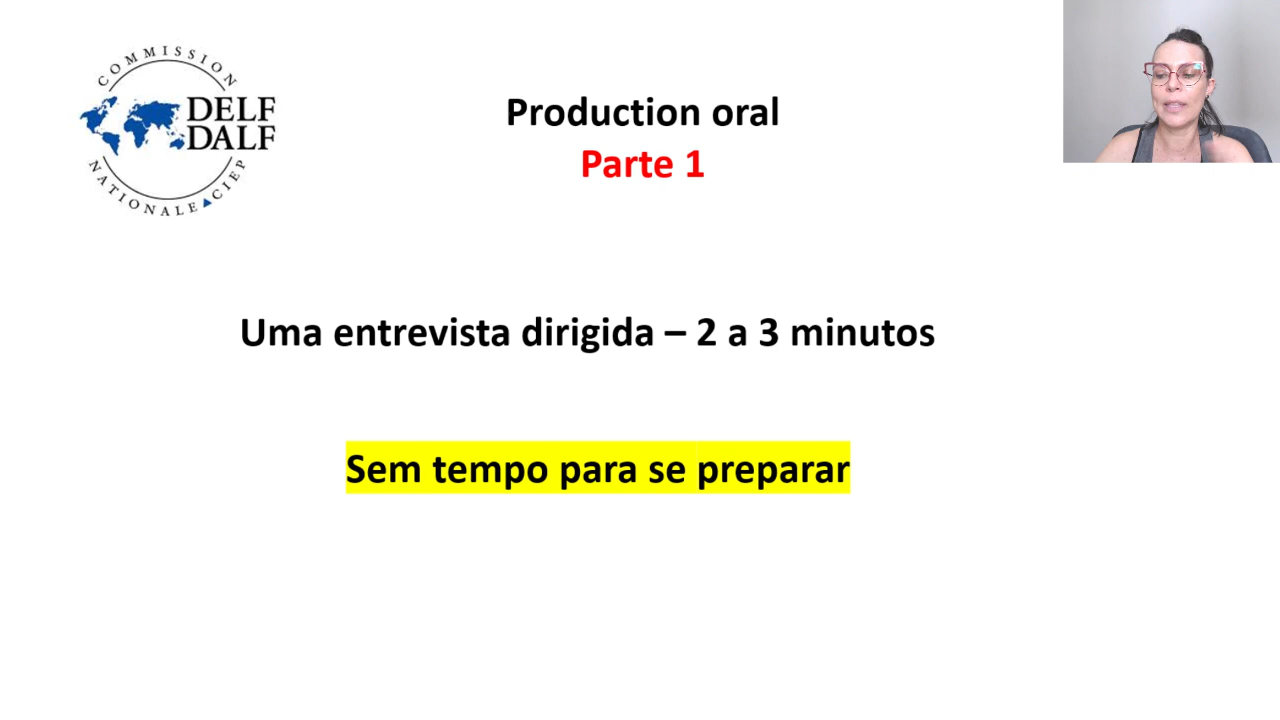 COMMISSION
DELF
DALF
NATIONALE CIEP
Production oral
Parte 1
Uma entrevista dirigida – 2 a 3 minutos
Sem tempo para se preparar